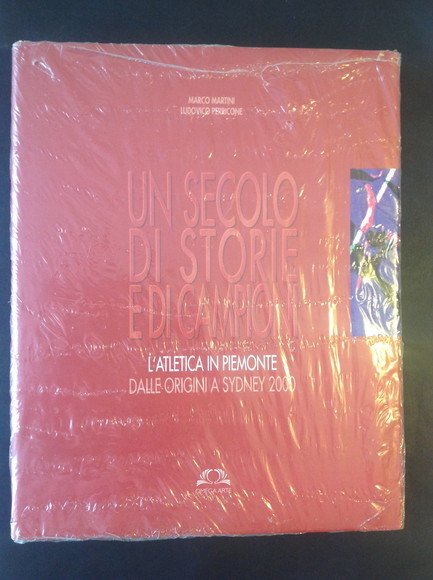 MARCO MARTINI
LUDOVICO PERRICONE
UN SECOLO
DI STORIE
E DI CAMPIONI
L'ATLETICA IN PIEMONTE
DALLE ORIGINI A SYDNEY 2000